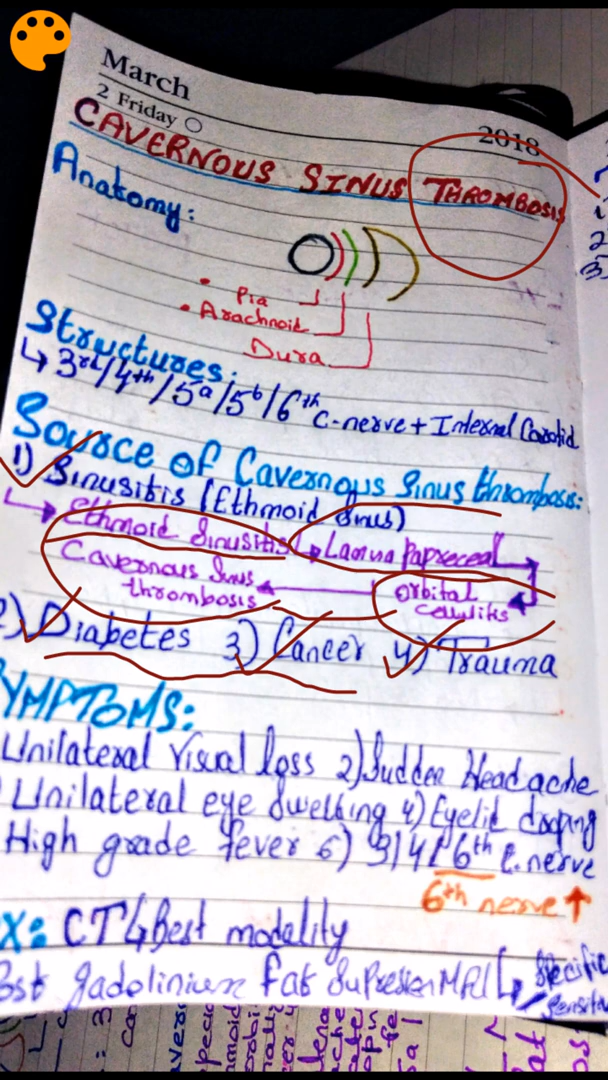 March
2 Friday
2018
CAVERNOUS SINUS THROMBOSIS
Anatomy:
Pia
Arachnoid
Dura
Structures:
↳ 3rd/4th/5a/5b/6th C-nerve + Internal Carotid
Source of Cavernous Sinus thrombosis:
1) Sinusitis (Ethmoid Sinus)
Ethmoid Sinusitis → Lamina Papreceal
Cavernous Sinus thrombosis ← Orbital Cellulitis
2) Diabetes 3) Cancer 4) Trauma
YMPTOMS:
Unilateral Visual loss 2) Sudden Headache
Unilateral eye Swelling 4) Eyelid drooping
High grade fever 6) 3/4/6th C.nerve
6th nerve ↑
X: CT ↳ Best modality
gadolinium fat Supression MRI ↳ Specific